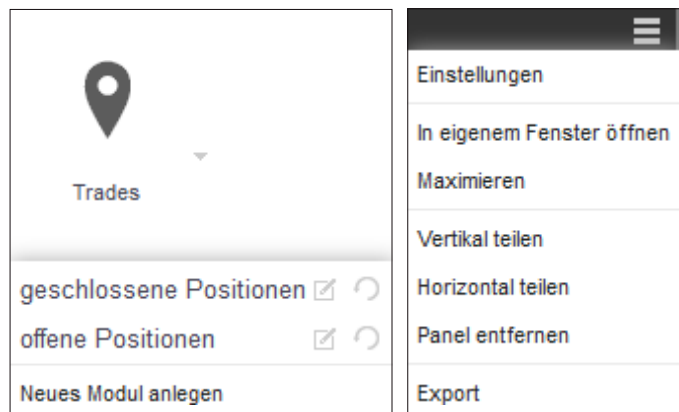 Trades
geschlossene Positionen
offene Positionen
Neues Modul anlegen
Einstellungen
In eigenem Fenster öffnen
Maximieren
Vertikal teilen
Horizontal teilen
Panel entfernen
Export